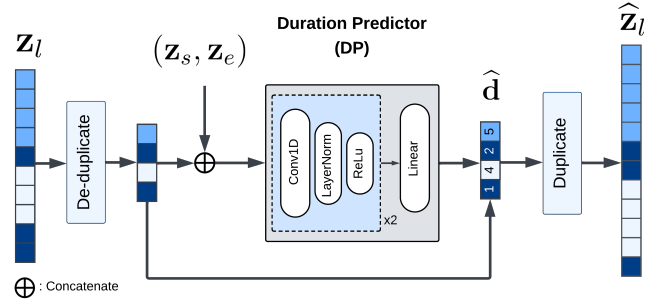 Duration Predictor
(DP)
z_l
(z_s, z_e)
ẑ_l
d̂
De-duplicate
Conv1D
LayerNorm
ReLu
Linear
x2
5
2
4
1
Duplicate
⊕ : Concatenate